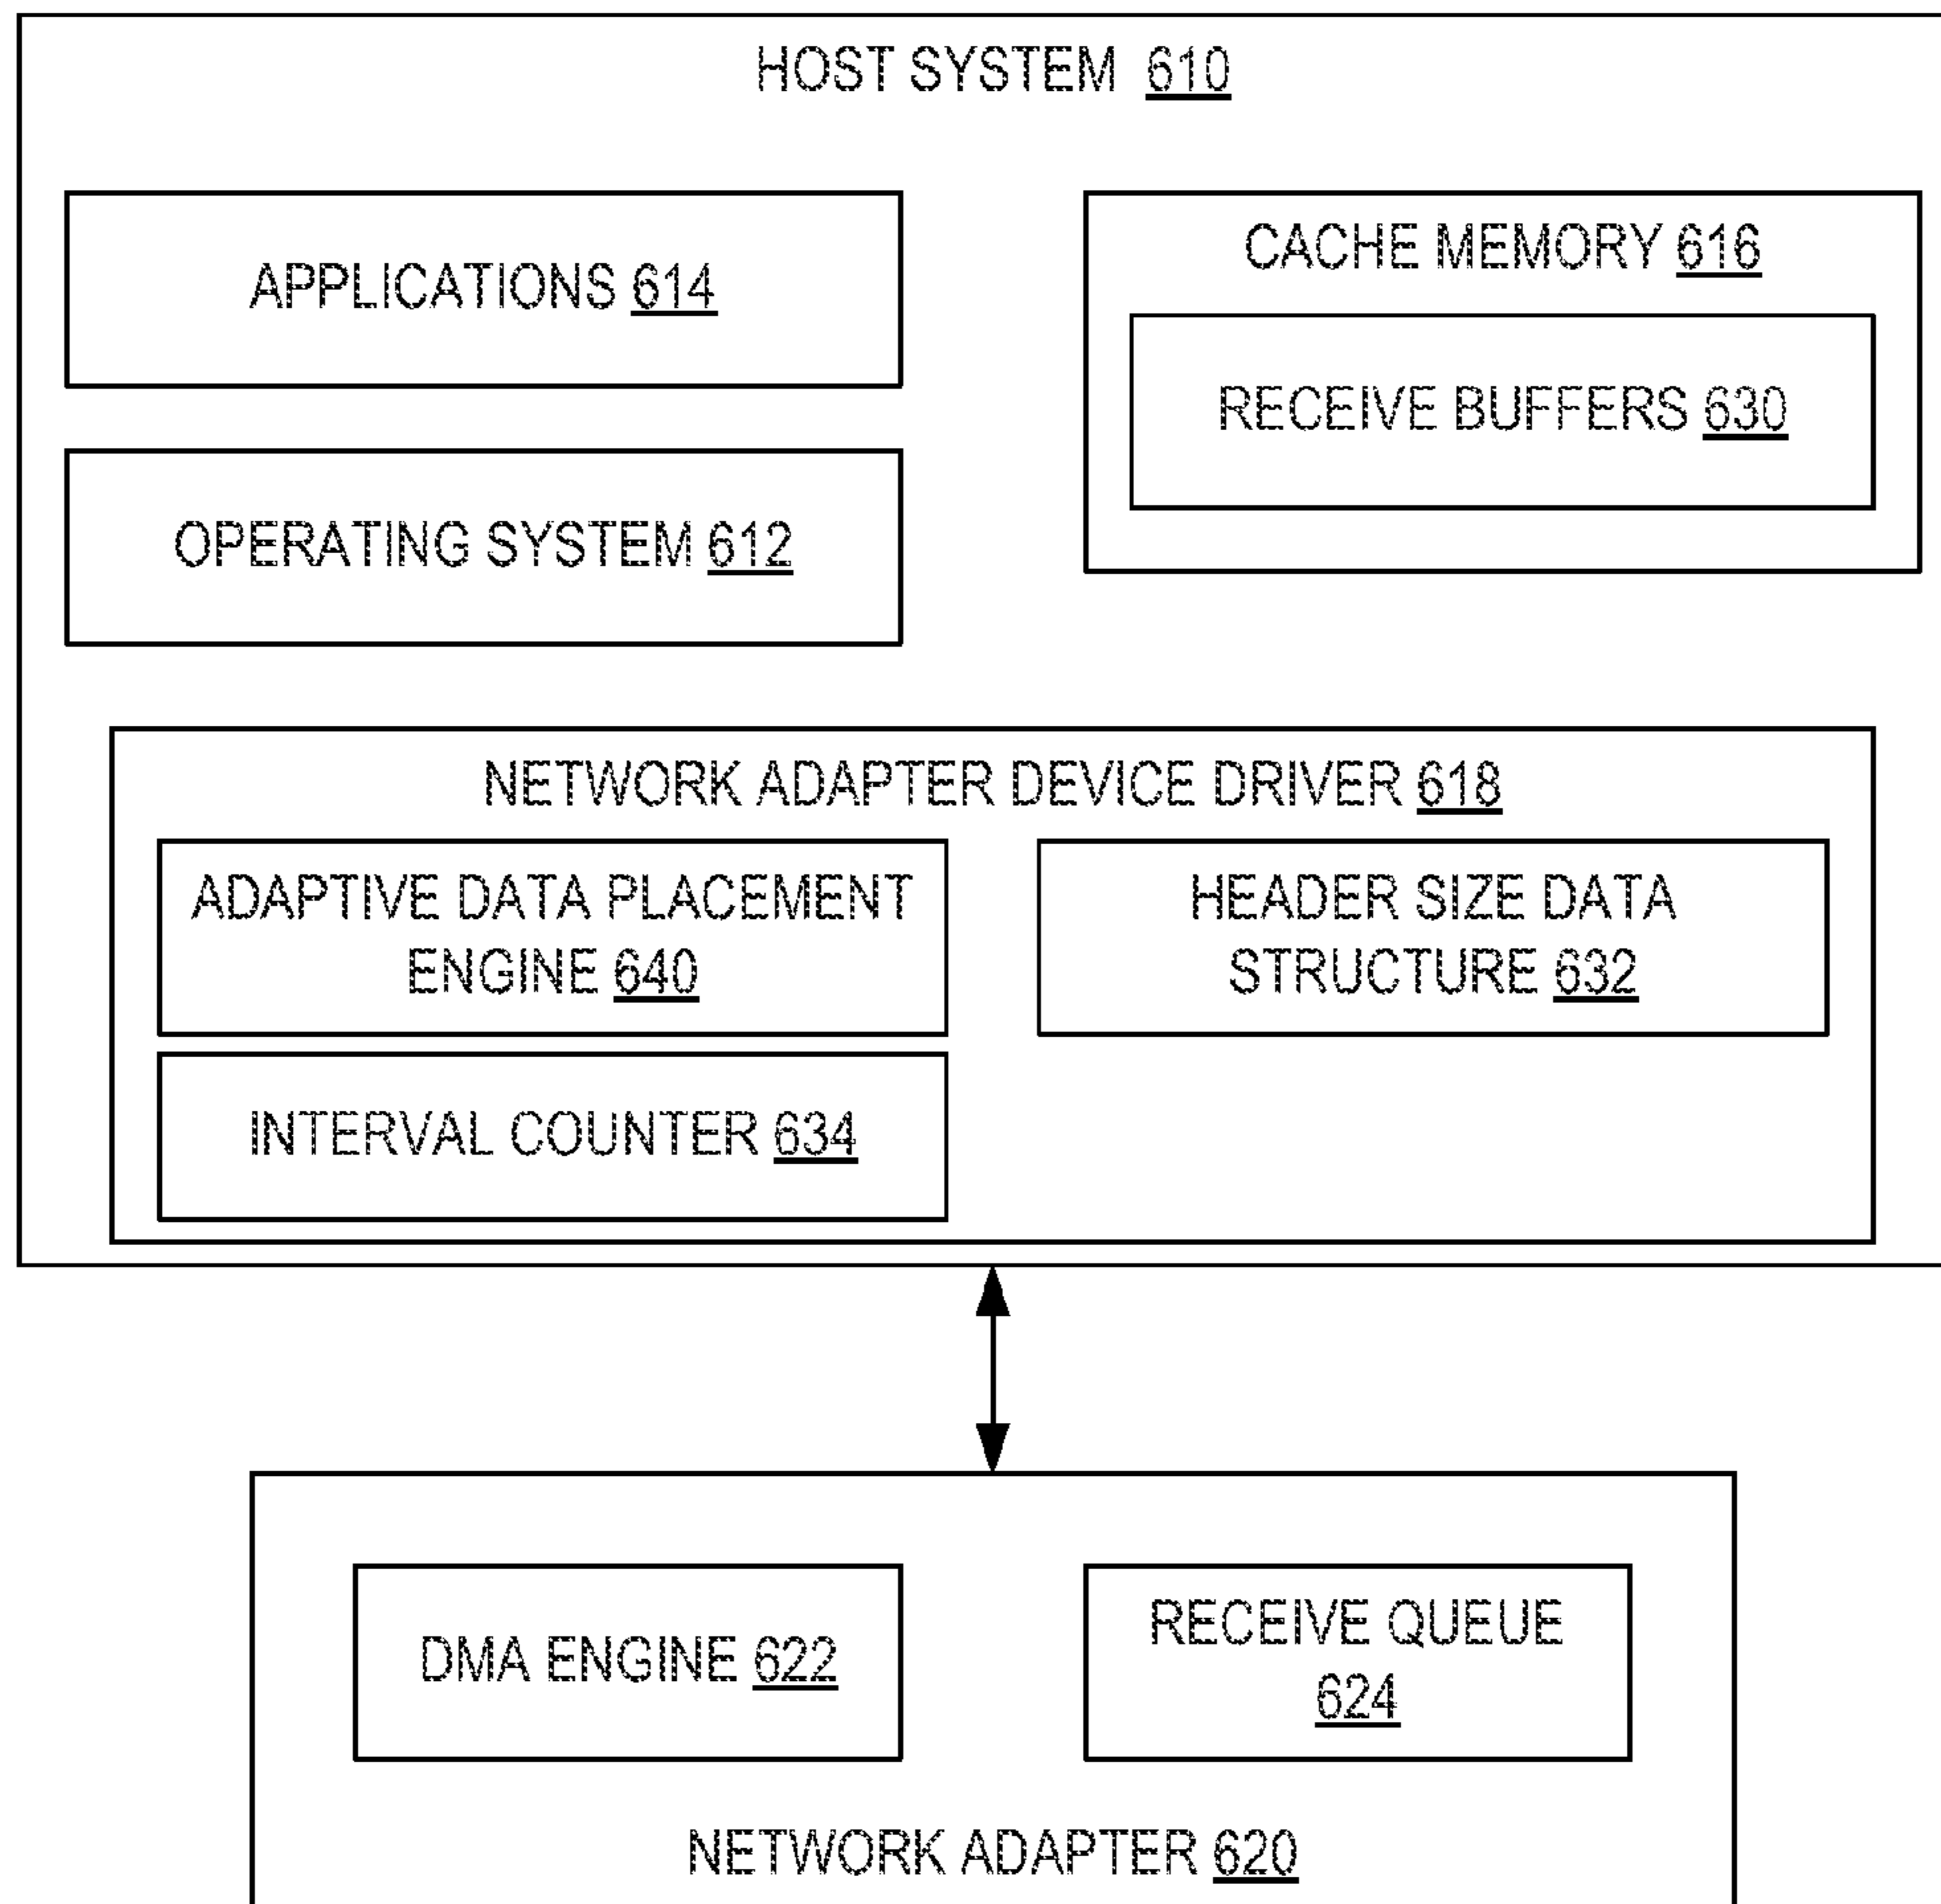 HOST SYSTEM 610
APPLICATIONS 614
CACHE MEMORY 616
RECEIVE BUFFERS 630
OPERATING SYSTEM 612
NETWORK ADAPTER DEVICE DRIVER 618
ADAPTIVE DATA PLACEMENT
ENGINE 640
HEADER SIZE DATA
STRUCTURE 632
INTERVAL COUNTER 634
DMA ENGINE 622
RECEIVE QUEUE
624
NETWORK ADAPTER 620